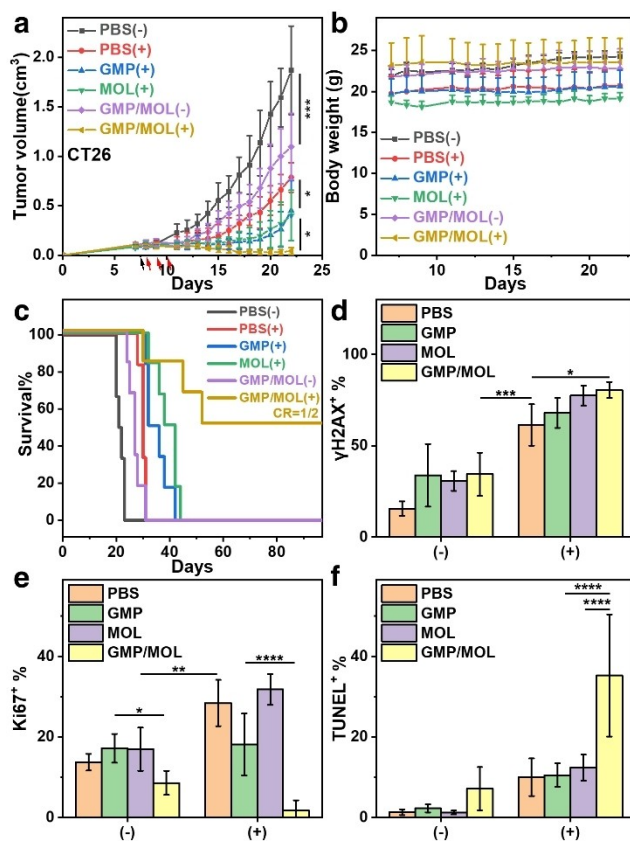 a
PBS(-)
PBS(+)
GMP(+)
MOL(+)
GMP/MOL(-)
GMP/MOL(+)
CT26
Tumor volume(cm3)
2.0
1.5
1.0
0.5
0.0
0 5 10 15 20 25
Days
***
*
*
b
Body weight (g)
25
20
15
10
5
0
10 15 20
Days
PBS(-)
PBS(+)
GMP(+)
MOL(+)
GMP/MOL(-)
GMP/MOL(+)
c
Survival%
100
80
60
40
20
0
0 20 40 60 80
Days
PBS(-)
PBS(+)
GMP(+)
MOL(+)
GMP/MOL(-)
GMP/MOL(+)
CR=1/2
d
PBS
GMP
MOL
GMP/MOL
γH2AX+ %
100
50
0
(-) (+)
***
*
e
PBS
GMP
MOL
GMP/MOL
Ki67+ %
40
20
0
(-) (+)
*
**
****
f
PBS
GMP
MOL
GMP/MOL
TUNEL+ %
40
20
0
(-) (+)
****
****